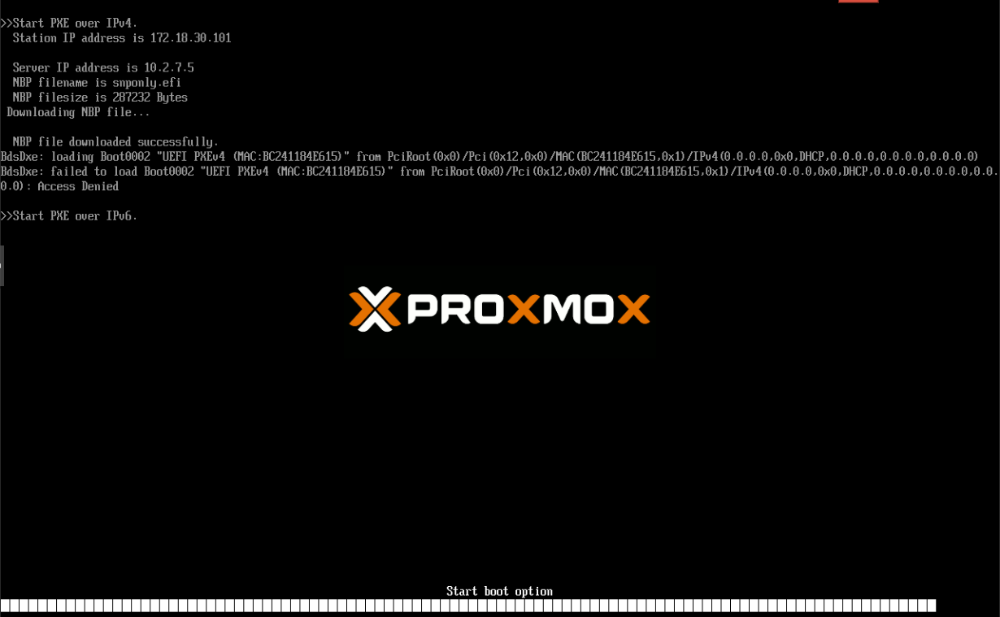 >>Start PXE over IPv4.
Station IP address is 172.18.30.101
Server IP address is 10.2.7.5
NBP filename is snponly.efi
NBP filesize is 287232 Bytes
Downloading NBP file...
NBP file downloaded successfully.
BdsDxe: loading Boot0002 "UEFI PXEv4 (MAC:BC241184E615)" from PciRoot(0x0)/Pci(0x12,0x0)/MAC(BC241184E615,0x1)/IPv4(0.0.0.0,0x0,DHCP,0.0.0.0,0.0.0.0,0.0.0.0)
BdsDxe: failed to load Boot0002 "UEFI PXEv4 (MAC:BC241184E615)" from PciRoot(0x0)/Pci(0x12,0x0)/MAC(BC241184E615,0x1)/IPv4(0.0.0.0,0x0,DHCP,0.0.0.0,0.0.0.0,0.0.
0.0): Access Denied
>>Start PXE over IPv6.
PROXMOX
Start boot option